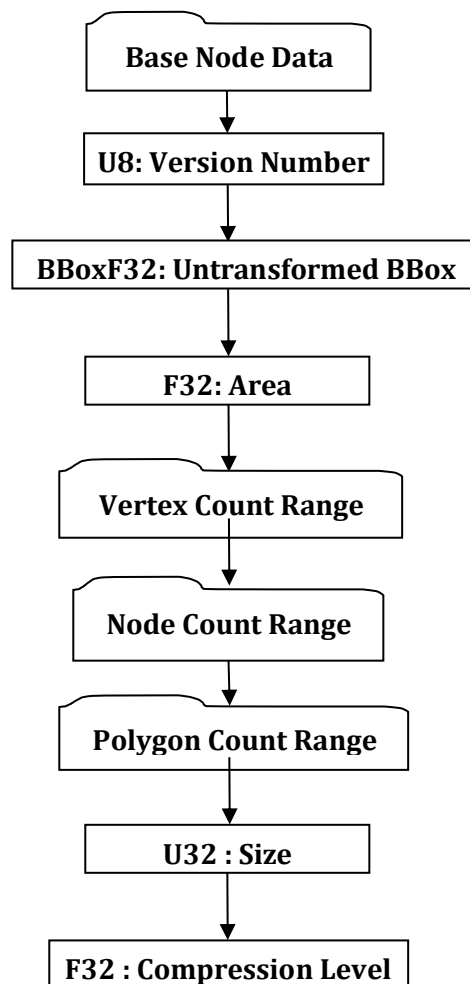 Base Node Data
U8: Version Number
BBoxF32: Untransformed BBox
F32: Area
Vertex Count Range
Node Count Range
Polygon Count Range
U32 : Size
F32 : Compression Level